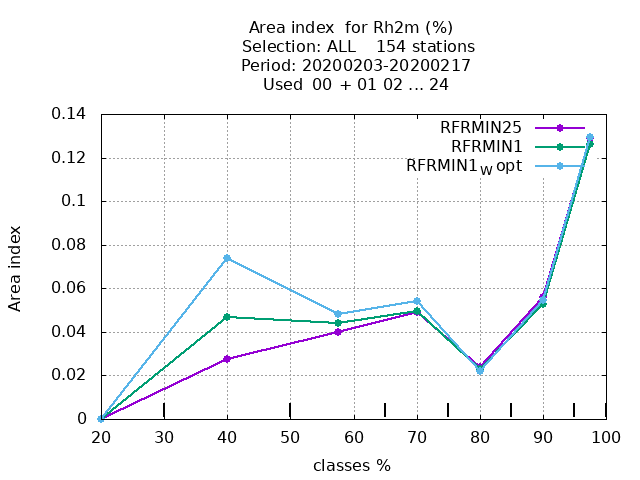 Area index  for Rh2m (%)
Selection: ALL    154 stations
Period: 20200203-20200217
Used  00  + 01 02 ... 24
0.14
0.12
0.1
0.08
0.06
0.04
0.02
0
Area index
RFRMIN25
RFRMIN1
RFRMIN1W opt
20 30 40 50 60 70 80 90 100
classes %